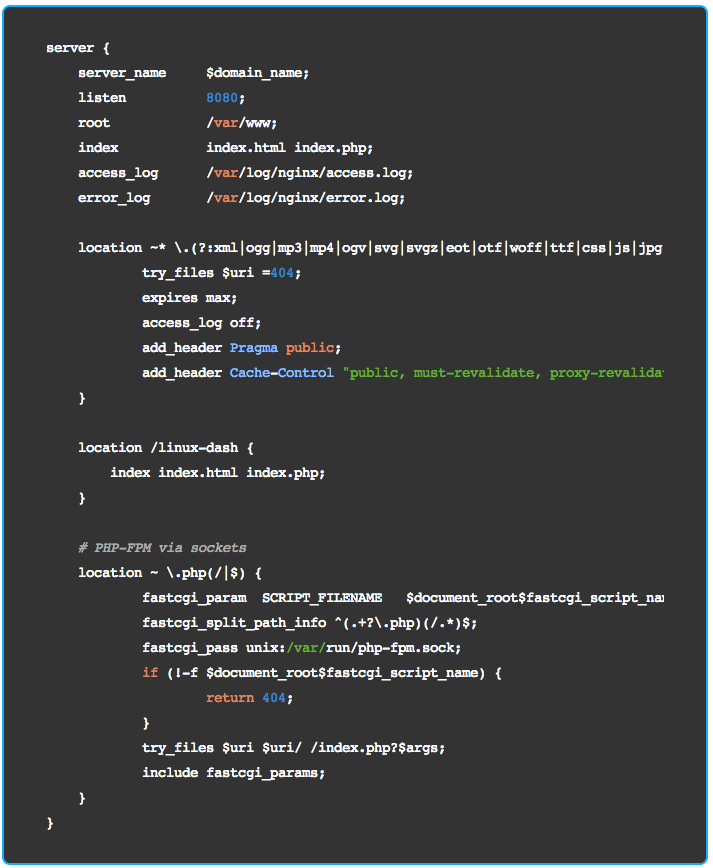 server {
    server_name     $domain_name;
    listen          8080;
    root            /var/www;
    index           index.html index.php;
    access_log      /var/log/nginx/access.log;
    error_log       /var/log/nginx/error.log;

    location ~* \.(?:xml|ogg|mp3|mp4|ogv|svg|svgz|eot|otf|woff|ttf|css|js|jpg
            try_files $uri =404;
            expires max;
            access_log off;
            add_header Pragma public;
            add_header Cache-Control "public, must-revalidate, proxy-revalida
    }

    location /linux-dash {
        index index.html index.php;
    }

    # PHP-FPM via sockets
    location ~ \.php(/|$) {
            fastcgi_param  SCRIPT_FILENAME   $document_root$fastcgi_script_na
            fastcgi_split_path_info ^(.+?\.php)(/.*)$;
            fastcgi_pass unix:/var/run/php-fpm.sock;
            if (!-f $document_root$fastcgi_script_name) {
                    return 404;
            }
            try_files $uri $uri/ /index.php?$args;
            include fastcgi_params;
    }
}